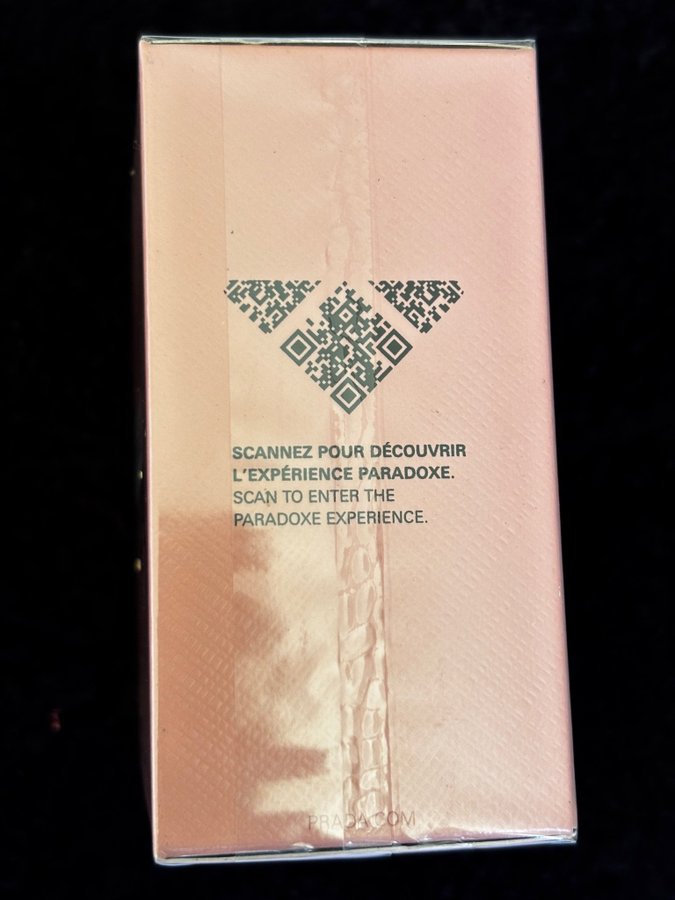 SCANNEZ POUR DÉCOUVRIR
L'EXPÉRIENCE PARADOXE.
SCAN TO ENTER THE
PARADOXE EXPERIENCE.
PRADA.COM